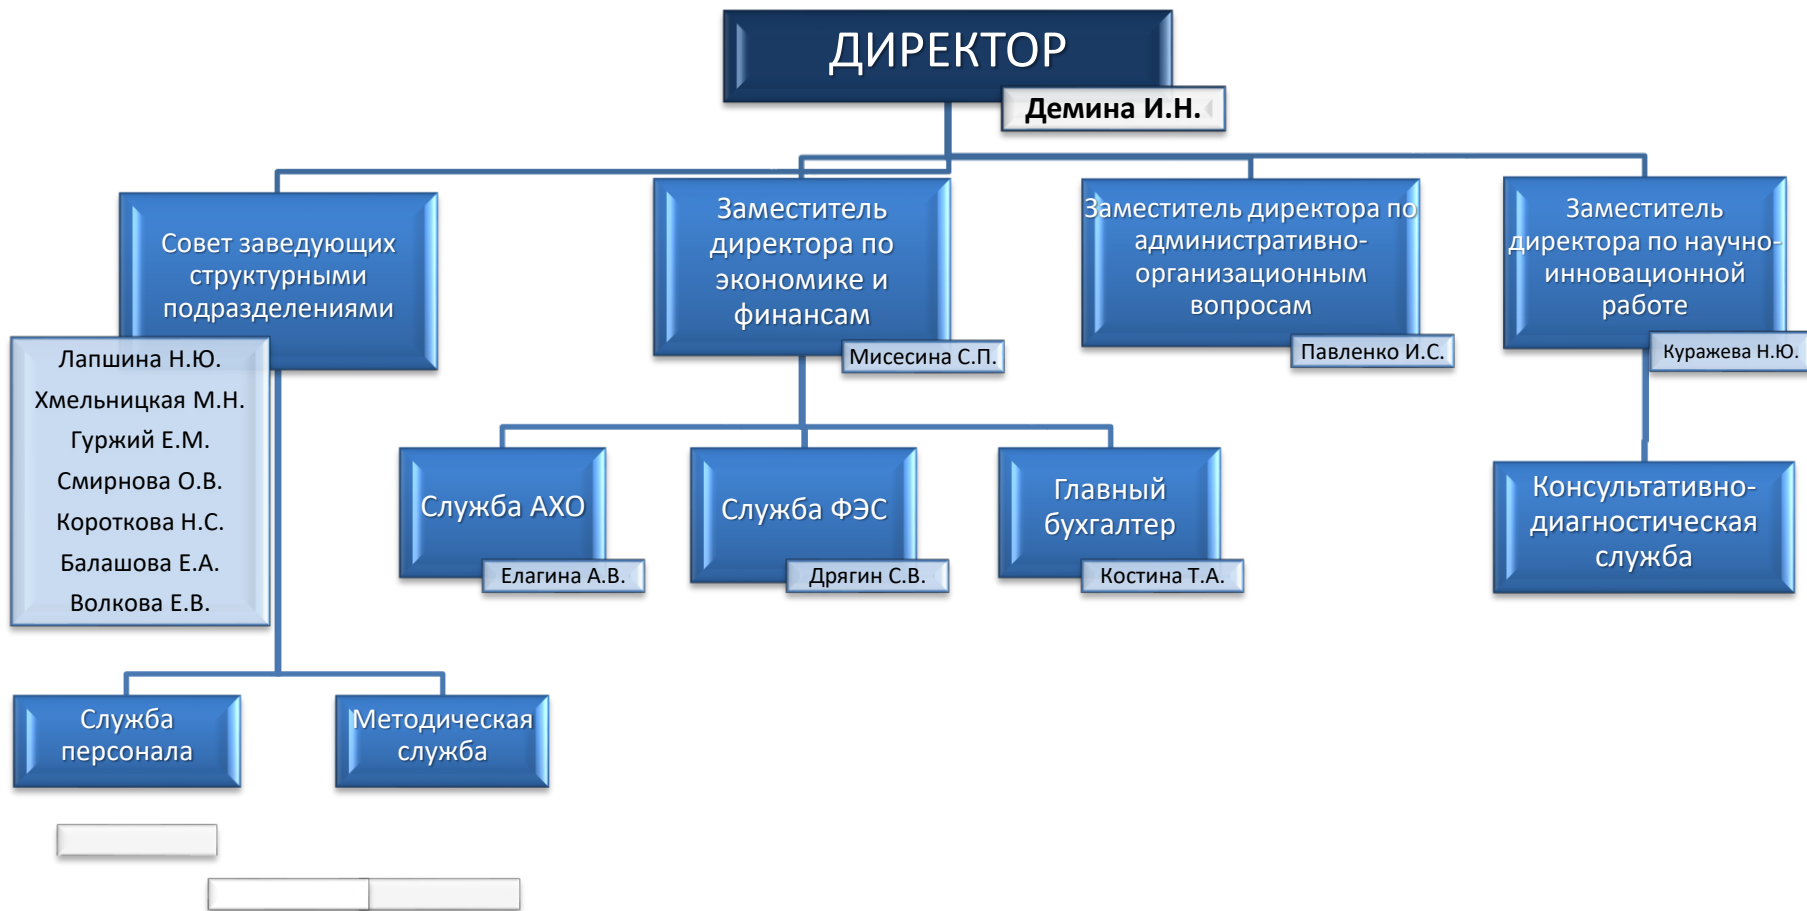 ДИРЕКТОР
Демина И.Н.
Совет заведующих
структурными
подразделениями
Лапшина Н.Ю.
Хмельницкая М.Н.
Гуржий Е.М.
Смирнова О.В.
Короткова Н.С.
Балашова Е.А.
Волкова Е.В.
Заместитель
директора по
экономике и
финансам
Мисесина С.П.
Заместитель директора по
административно-
организационным
вопросам
Павленко И.С.
Заместитель
директора по научно-
инновационной
работе
Куражева Н.Ю.
Служба АХО
Елагина А.В.
Служба ФЭС
Дрягин С.В.
Главный
бухгалтер
Костина Т.А.
Консультативно-
диагностическая
служба
Служба
персонала
Методическая
служба